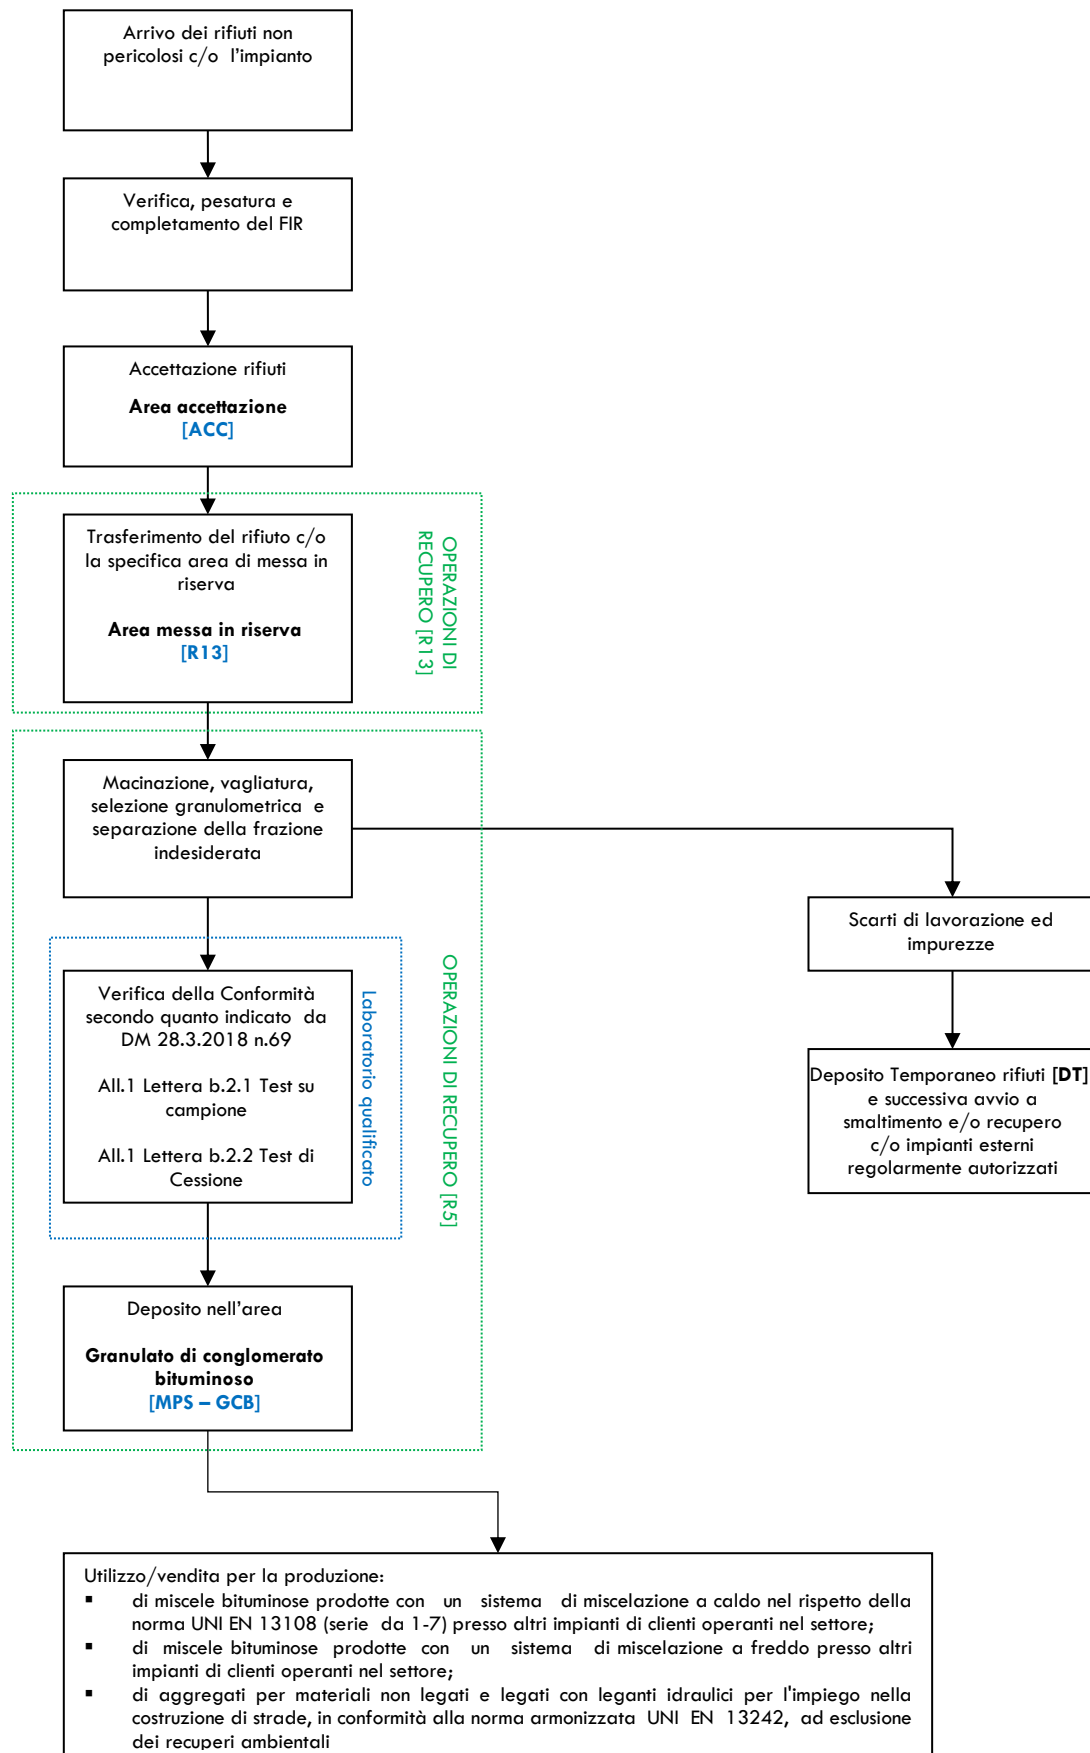 Arrivo dei rifiuti non
pericolosi c/o l'impianto
Verifica, pesatura e
completamento del FIR
Accettazione rifiuti
Area accettazione
[ACC]
Trasferimento del rifiuto c/o
la specifica area di messa in
riserva
Area messa in riserva
[R13]
OPERAZIONI DI
RECUPERO [R13]
Macinazione, vagliatura,
selezione granulometrica e
separazione della frazione
indesiderata
Scarti di lavorazione ed
impurezze
Verifica della Conformità
secondo quanto indicato da
DM 28.3.2018 n.69
All.1 Lettera b.2.1 Test su
campione
All.1 Lettera b.2.2 Test di
Cessione
Laboratorio qualificato
OPERAZIONI DI RECUPERO [R5]
Deposito Temporaneo rifiuti [DT]
e successiva avvio a
smaltimento e/o recupero
c/o impianti esterni
regolarmente autorizzati
Deposito nell'area
Granulato di conglomerato
bituminoso
[MPS – GCB]
Utilizzo/vendita per la produzione:
▪ di miscele bituminose prodotte con un sistema di miscelazione a caldo nel rispetto della
norma UNI EN 13108 (serie da 1-7) presso altri impianti di clienti operanti nel settore;
▪ di miscele bituminose prodotte con un sistema di miscelazione a freddo presso altri
impianti di clienti operanti nel settore;
▪ di aggregati per materiali non legati e legati con leganti idraulici per l'impiego nella
costruzione di strade, in conformità alla norma armonizzata UNI EN 13242, ad esclusione
dei recuperi ambientali